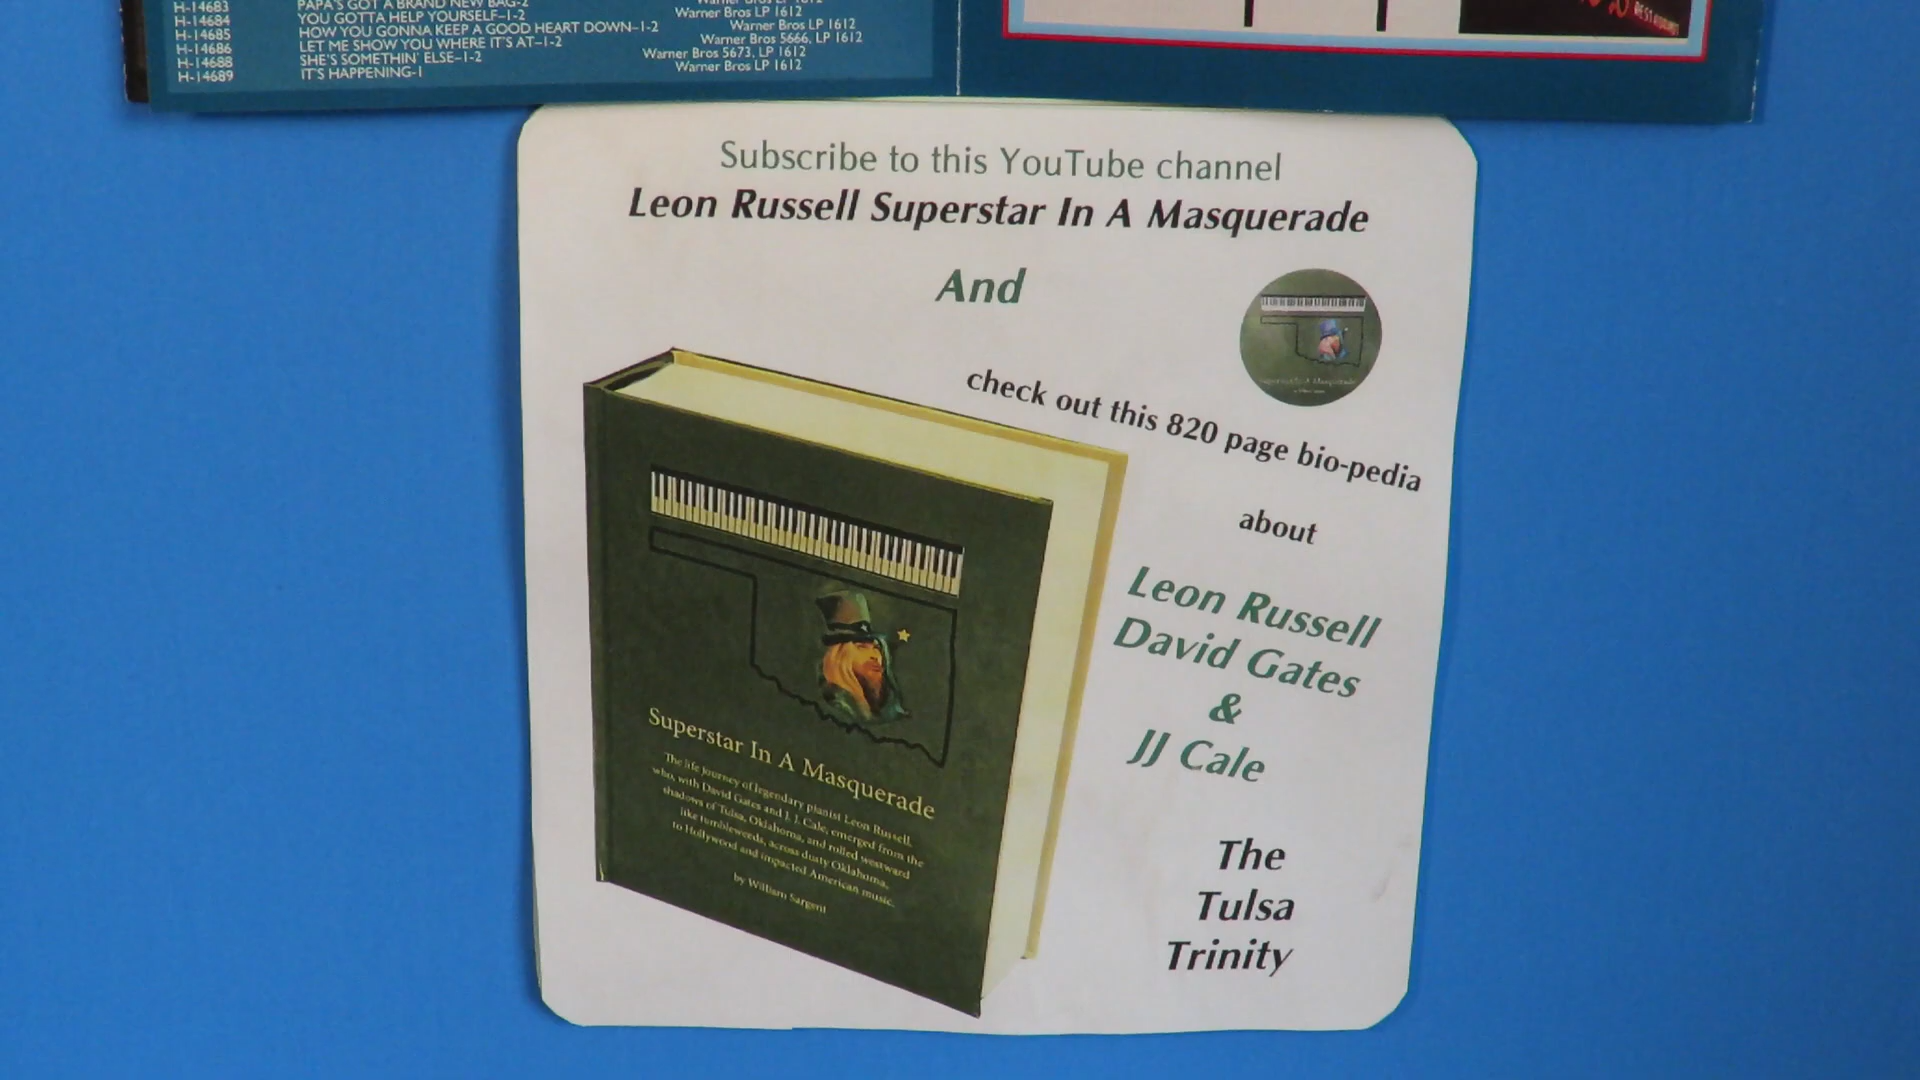 H-14683 PAPA'S GOT A BRAND NEW BAG-2 Warner Bros LP 1612
H-14684 YOU GOTTA HELP YOURSELF-1-2 Warner Bros LP 1612
H-14685 HOW YOU GONNA KEEP A GOOD HEART DOWN-1-2 Warner Bros LP 1612
H-14686 LET ME SHOW YOU WHERE IT'S AT-1-2 Warner Bros 5666, LP 1612
H-14688 SHE'S SOMETHIN' ELSE-1-2 Warner Bros 5673, LP 1612
H-14689 IT'S HAPPENING-1 Warner Bros LP 1612
Subscribe to this YouTube channel
Leon Russell Superstar In A Masquerade
And
check out this 820 page bio-pedia
about
Leon Russell
David Gates
&
JJ Cale
The
Tulsa
Trinity
Superstar In A Masquerade
The life journey of legendary pianist Leon Russell,
who, with David Gates and J. J. Cale, emerged from the
shadows of Tulsa, Oklahoma, and rolled westward
like tumbleweeds, across dusty Oklahoma,
to Hollywood and impacted American music.
by William Sargent